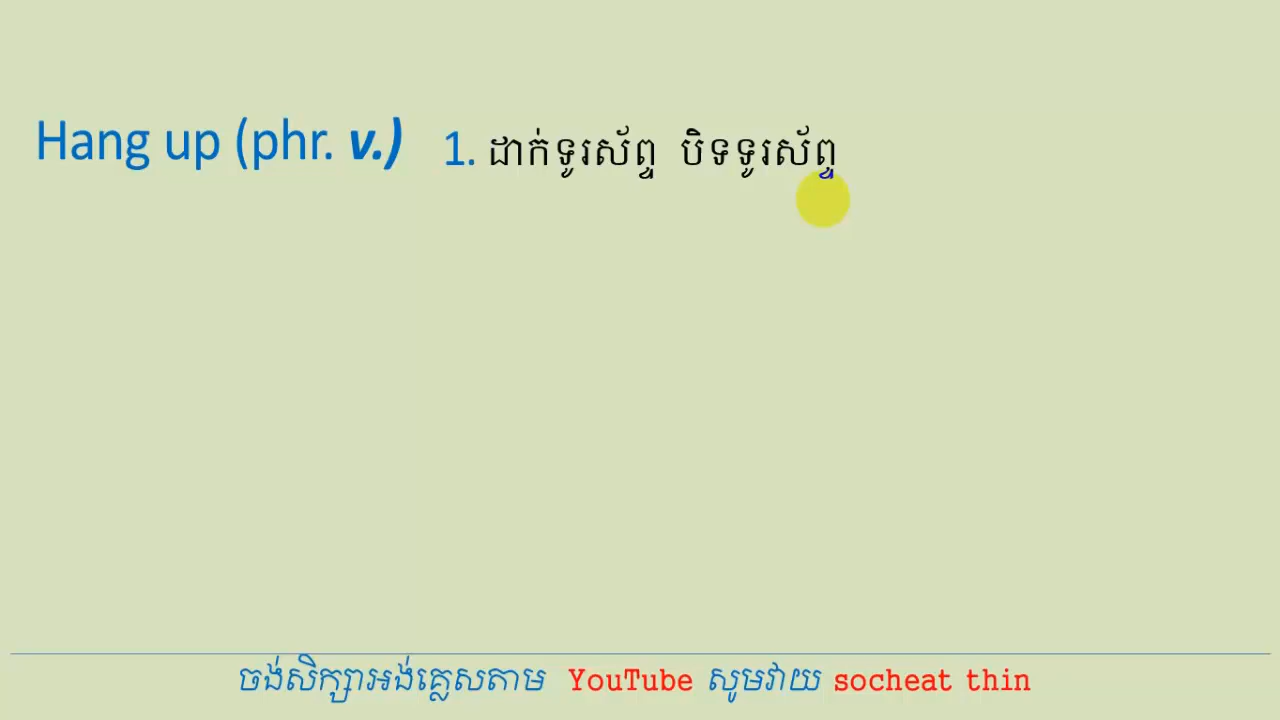 Hang up (phr. v.) 1. ដាក់ទូរស័ព្ទ បិទទូរស័ព្ទ
ចង់សិក្សាអង់គ្លេសតាម YouTube សូមវាយ socheat thin